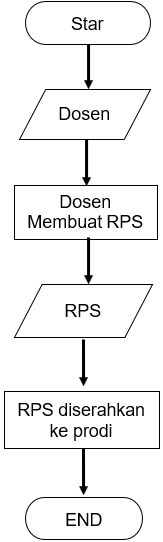 Star
Dosen
Dosen
Membuat RPS
RPS
RPS diserahkan
ke prodi
END